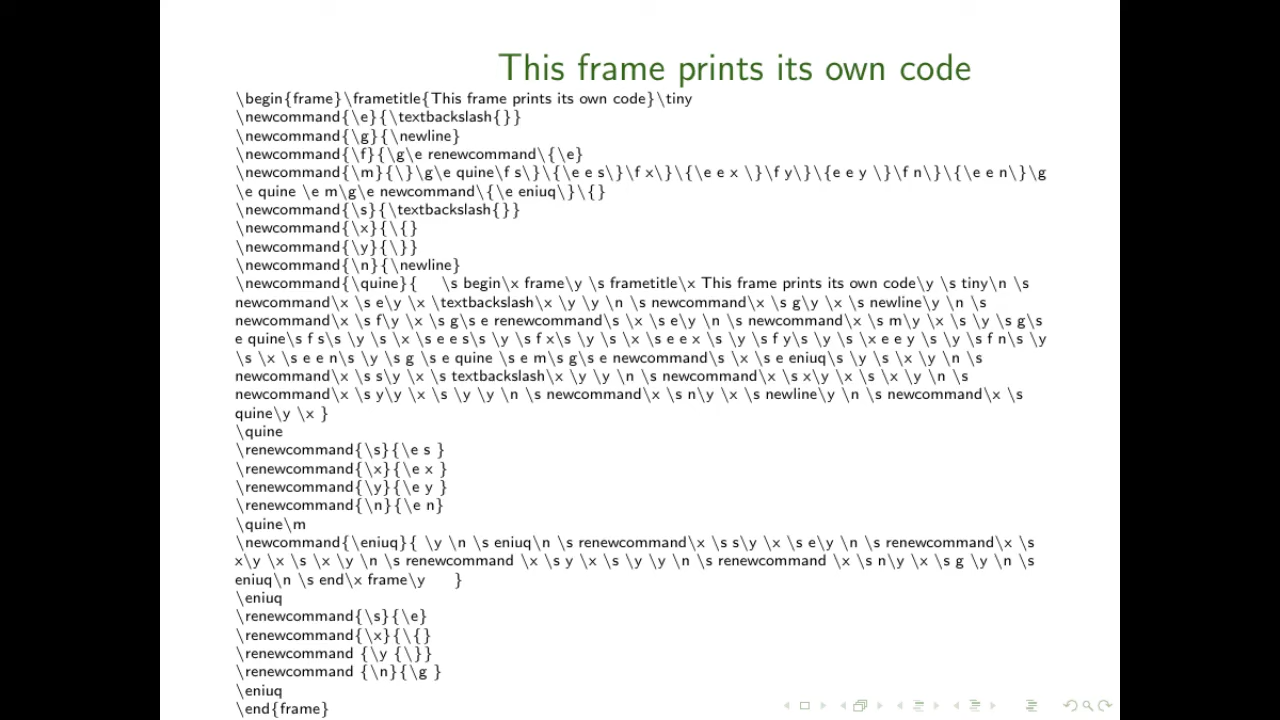 This frame prints its own code
\begin{frame}\frametitle{This frame prints its own code}\tiny
\newcommand{\e}{\textbackslash{}}
\newcommand{\g}{\newline}
\newcommand{\f}{\g\e renewcommand\{\e}
\newcommand{\m}{\}\g\e quine\f s\}\{\e e s\}\f x\}\{\e e x \}\f y\}\{e e y \}\f n\}\{\e e n\}\g
\e quine \e m\g\e newcommand\{\e eniuq\}\{}
\newcommand{\s}{\textbackslash{}}
\newcommand{\x}{\{}
\newcommand{\y}{\}}
\newcommand{\n}{\newline}
\newcommand{\quine}{ \s begin\x frame\y \s frametitle\x This frame prints its own code\y \s tiny\n \s
newcommand\x \s e\y \x \textbackslash\x \y \y \n \s newcommand\x \s g\y \x \s newline\y \n \s
newcommand\x \s f\y \x \s g\s e renewcommand\s \x \s e\y \n \s newcommand\x \s m\y \x \s \y \s g\s
e quine\s f s\s \y \s \x \s e e s\s \y \s f x\s \y \s \x \s e e x \s \y \s f y\s \y \s \x e e y \s \y \s f n\s \y
\s \x \s e e n\s \y \s g \s e quine \s e m\s g\s e newcommand\s \x \s e eniuq\s \y \s \x \y \n \s
newcommand\x \s s\y \x \s textbackslash\x \y \y \n \s newcommand\x \s x\y \x \s \x \y \n \s
newcommand\x \s y\y \x \s \y \y \n \s newcommand\x \s n\y \x \s newline\y \n \s newcommand\x \s
quine\y \x }
\quine
\renewcommand{\s}{\e s }
\renewcommand{\x}{\e x }
\renewcommand{\y}{\e y }
\renewcommand{\n}{\e n}
\quine\m
\newcommand{\eniuq}{ \y \n \s eniuq\n \s renewcommand\x \s s\y \x \s e\y \n \s renewcommand\x \s
x\y \x \s \x \y \n \s renewcommand \x \s y \x \s \y \y \n \s renewcommand \x \s n\y \x \s g \y \n \s
eniuq\n \s end\x frame\y }
\eniuq
\renewcommand{\s}{\e}
\renewcommand{\x}{\{}
\renewcommand {\y {\}}
\renewcommand {\n}{\g }
\eniuq
\end{frame}